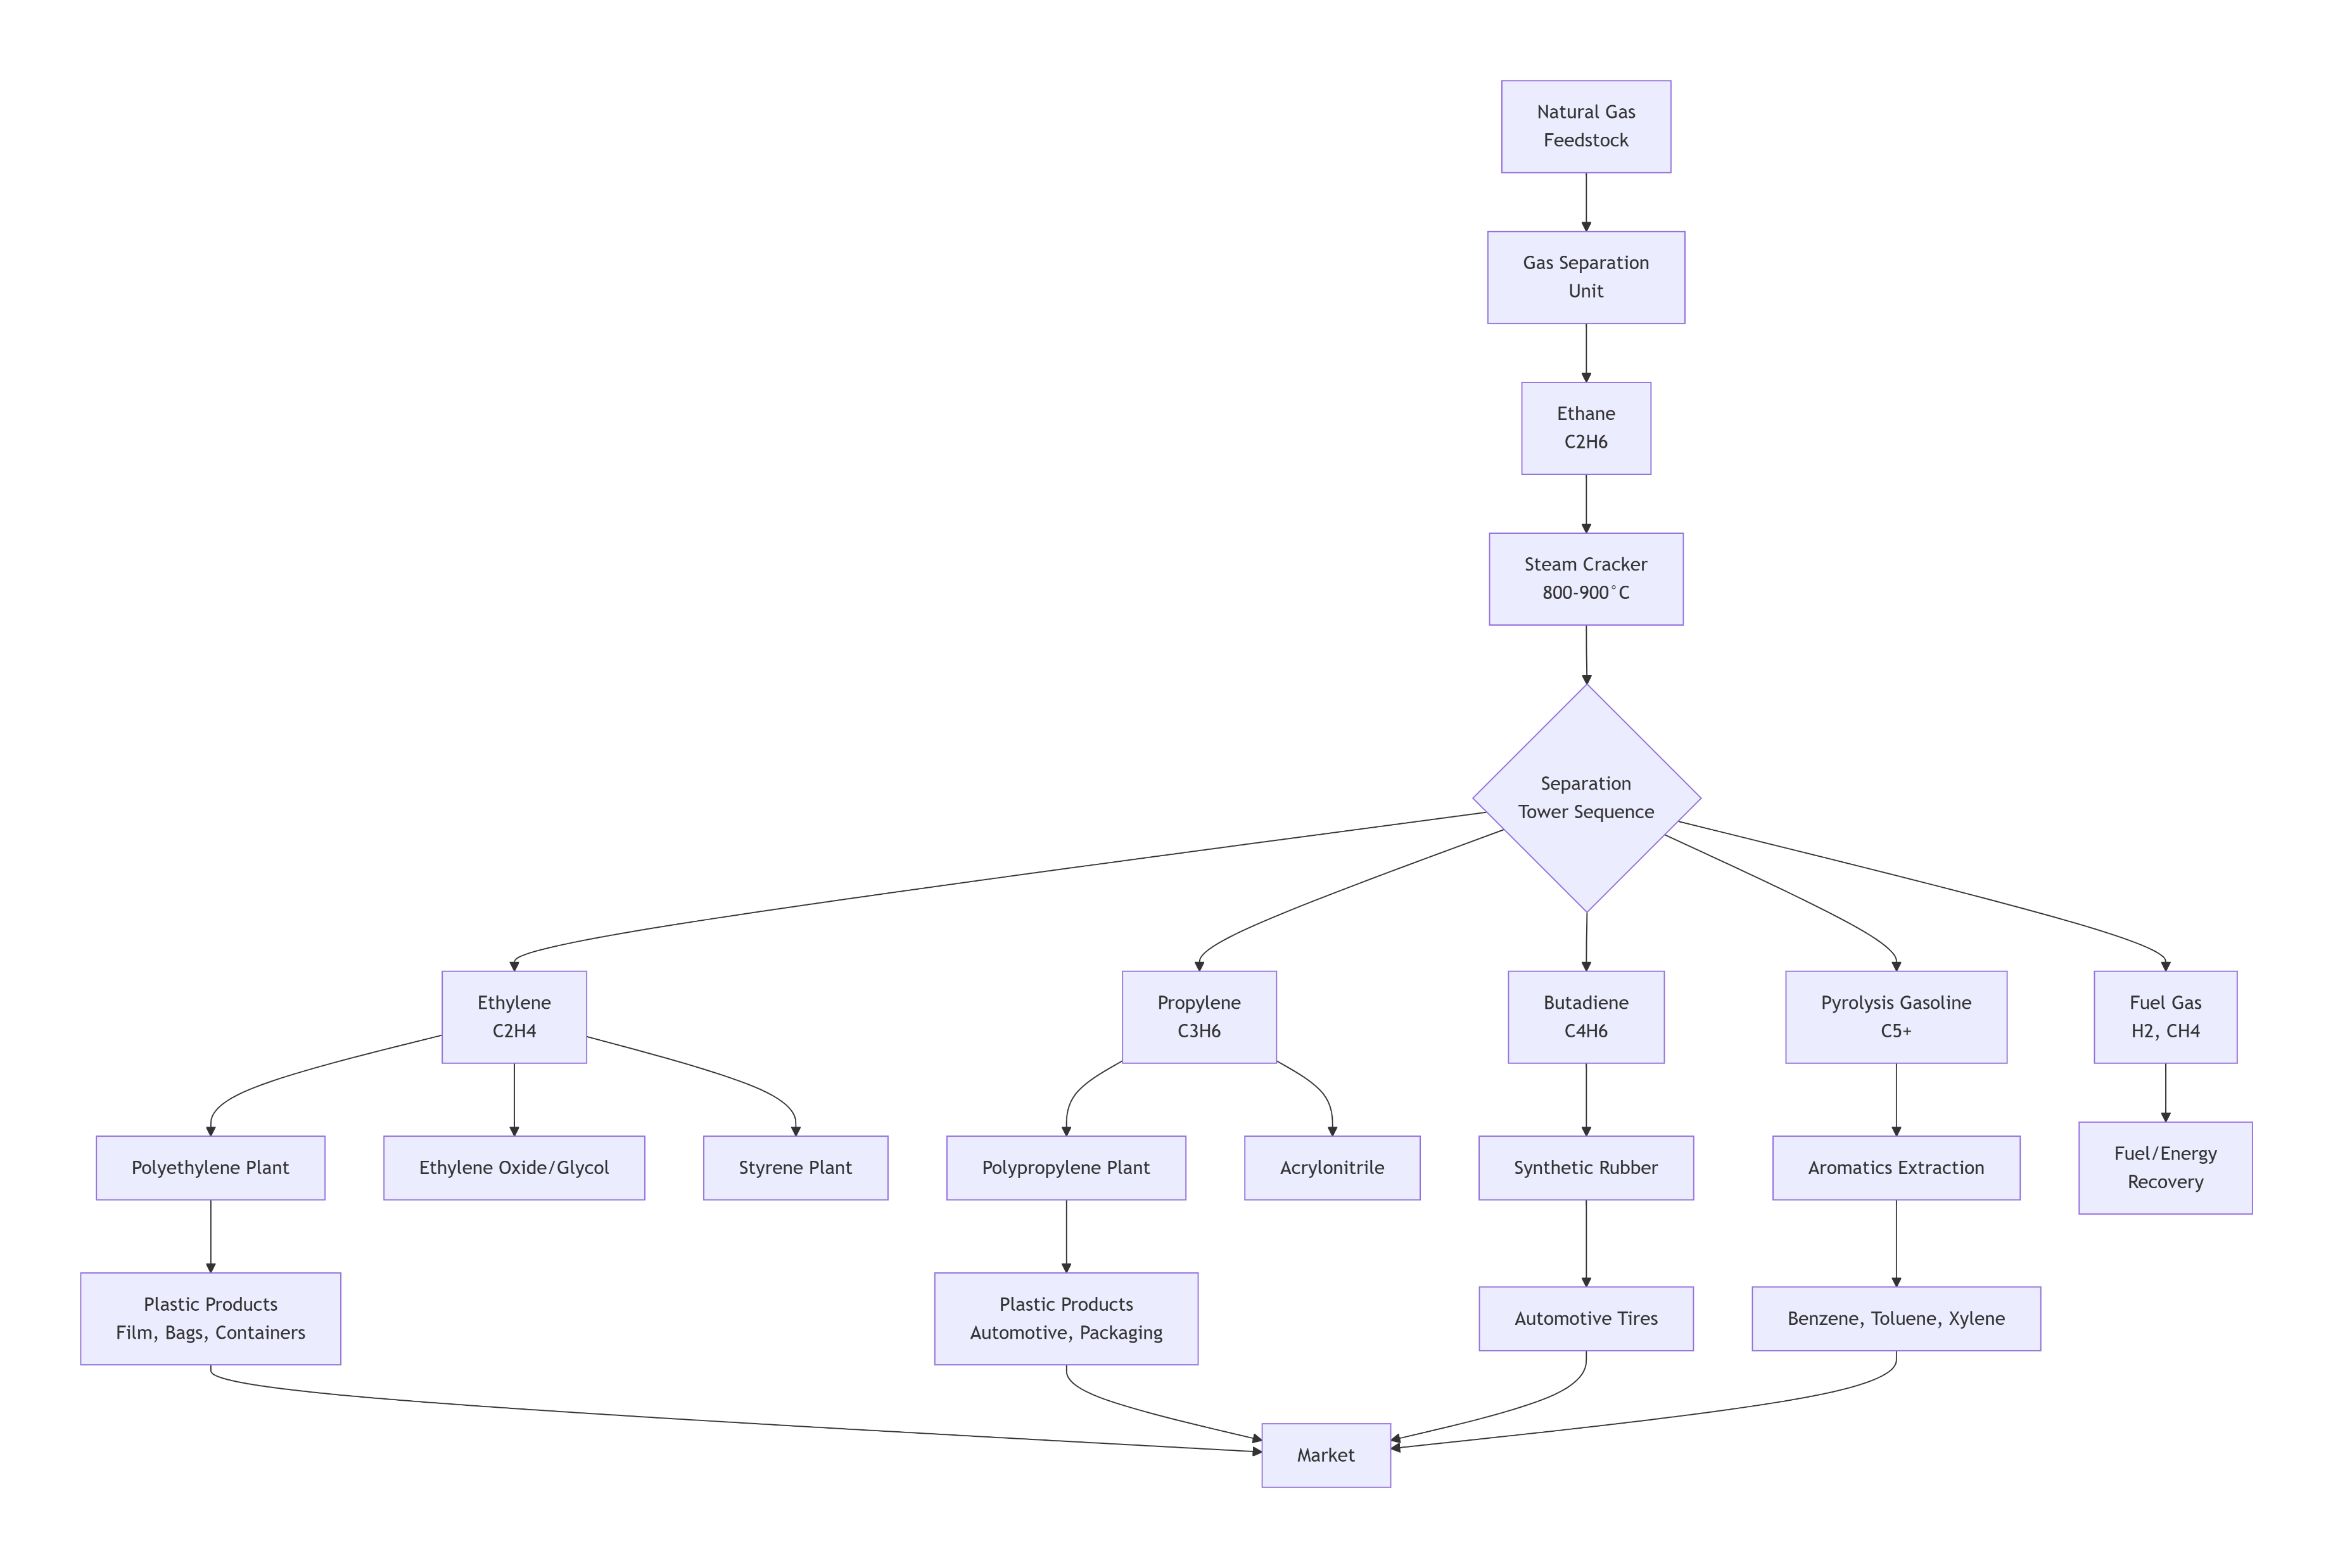 Natural Gas
Feedstock
Gas Separation
Unit
Ethane
C2H6
Steam Cracker
800-900°C
Separation
Tower Sequence
Ethylene
C2H4
Propylene
C3H6
Butadiene
C4H6
Pyrolysis Gasoline
C5+
Fuel Gas
H2, CH4
Polyethylene Plant
Ethylene Oxide/Glycol
Styrene Plant
Polypropylene Plant
Acrylonitrile
Synthetic Rubber
Aromatics Extraction
Fuel/Energy
Recovery
Plastic Products
Film, Bags, Containers
Plastic Products
Automotive, Packaging
Automotive Tires
Benzene, Toluene, Xylene
Market